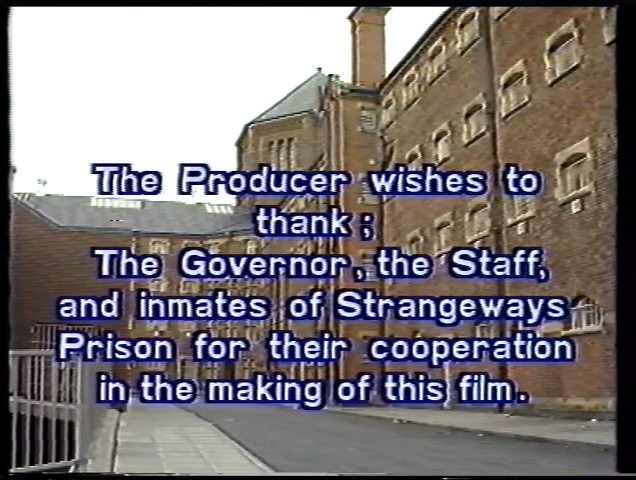 The Producer wishes to
thank;
The Governor, the Staff,
and inmates of Strangeways
Prison for their cooperation
in the making of this film.